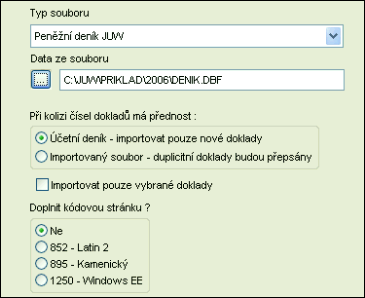 Typ souboru
Peněžní deník JUW
Data ze souboru
... C:\JUW\PRIKLAD\2006\DENIK.DBF
Při kolizi čísel dokladů má přednost :
Účetní deník - importovat pouze nové doklady
Importovaný soubor - duplicitní doklady budou přepsány
Importovat pouze vybrané doklady
Doplnit kódovou stránku ?
Ne
852 - Latin 2
895 - Kamenický
1250 - Windows EE